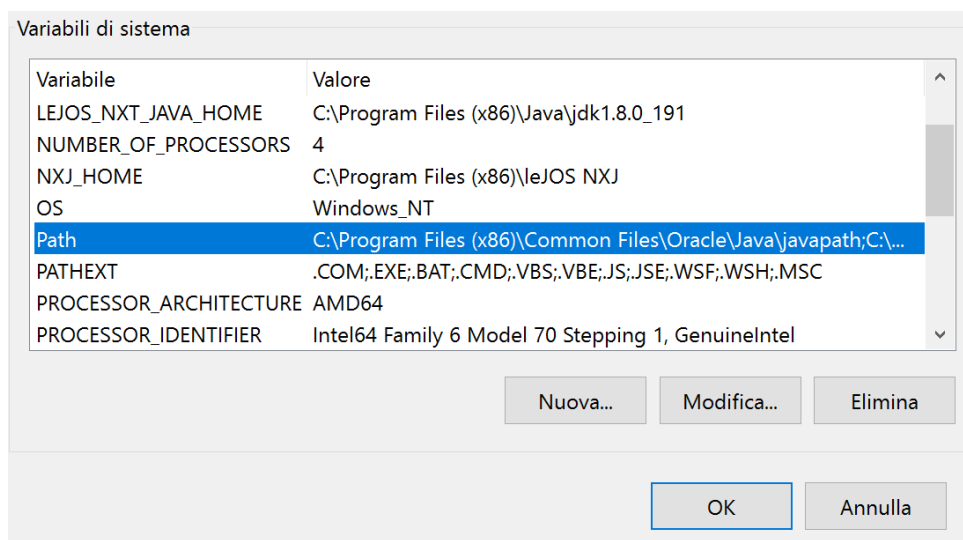 Variabili di sistema
Variabile Valore
LEJOS_NXT_JAVA_HOME C:\Program Files (x86)\Java\jdk1.8.0_191
NUMBER_OF_PROCESSORS 4
NXJ_HOME C:\Program Files (x86)\leJOS NXJ
OS Windows_NT
Path C:\Program Files (x86)\Common Files\Oracle\Java\javapath;C:\...
PATHEXT .COM;.EXE;.BAT;.CMD;.VBS;.VBE;.JS;.JSE;.WSF;.WSH;.MSC
PROCESSOR_ARCHITECTURE AMD64
PROCESSOR_IDENTIFIER Intel64 Family 6 Model 70 Stepping 1, GenuineIntel
Nuova... Modifica... Elimina
OK Annulla